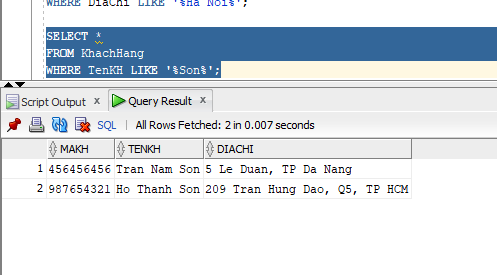 WHERE DiaChi LIKE '%Ha Noi%';
SELECT *
FROM KhachHang
WHERE TenKH LIKE '%Son%';
Script Output x Query Result x
SQL | All Rows Fetched: 2 in 0.007 seconds
MAKH TENKH DIACHI
1 456456456 Tran Nam Son 5 Le Duan, TP Da Nang
2 987654321 Ho Thanh Son 209 Tran Hung Dao, Q5, TP HCM